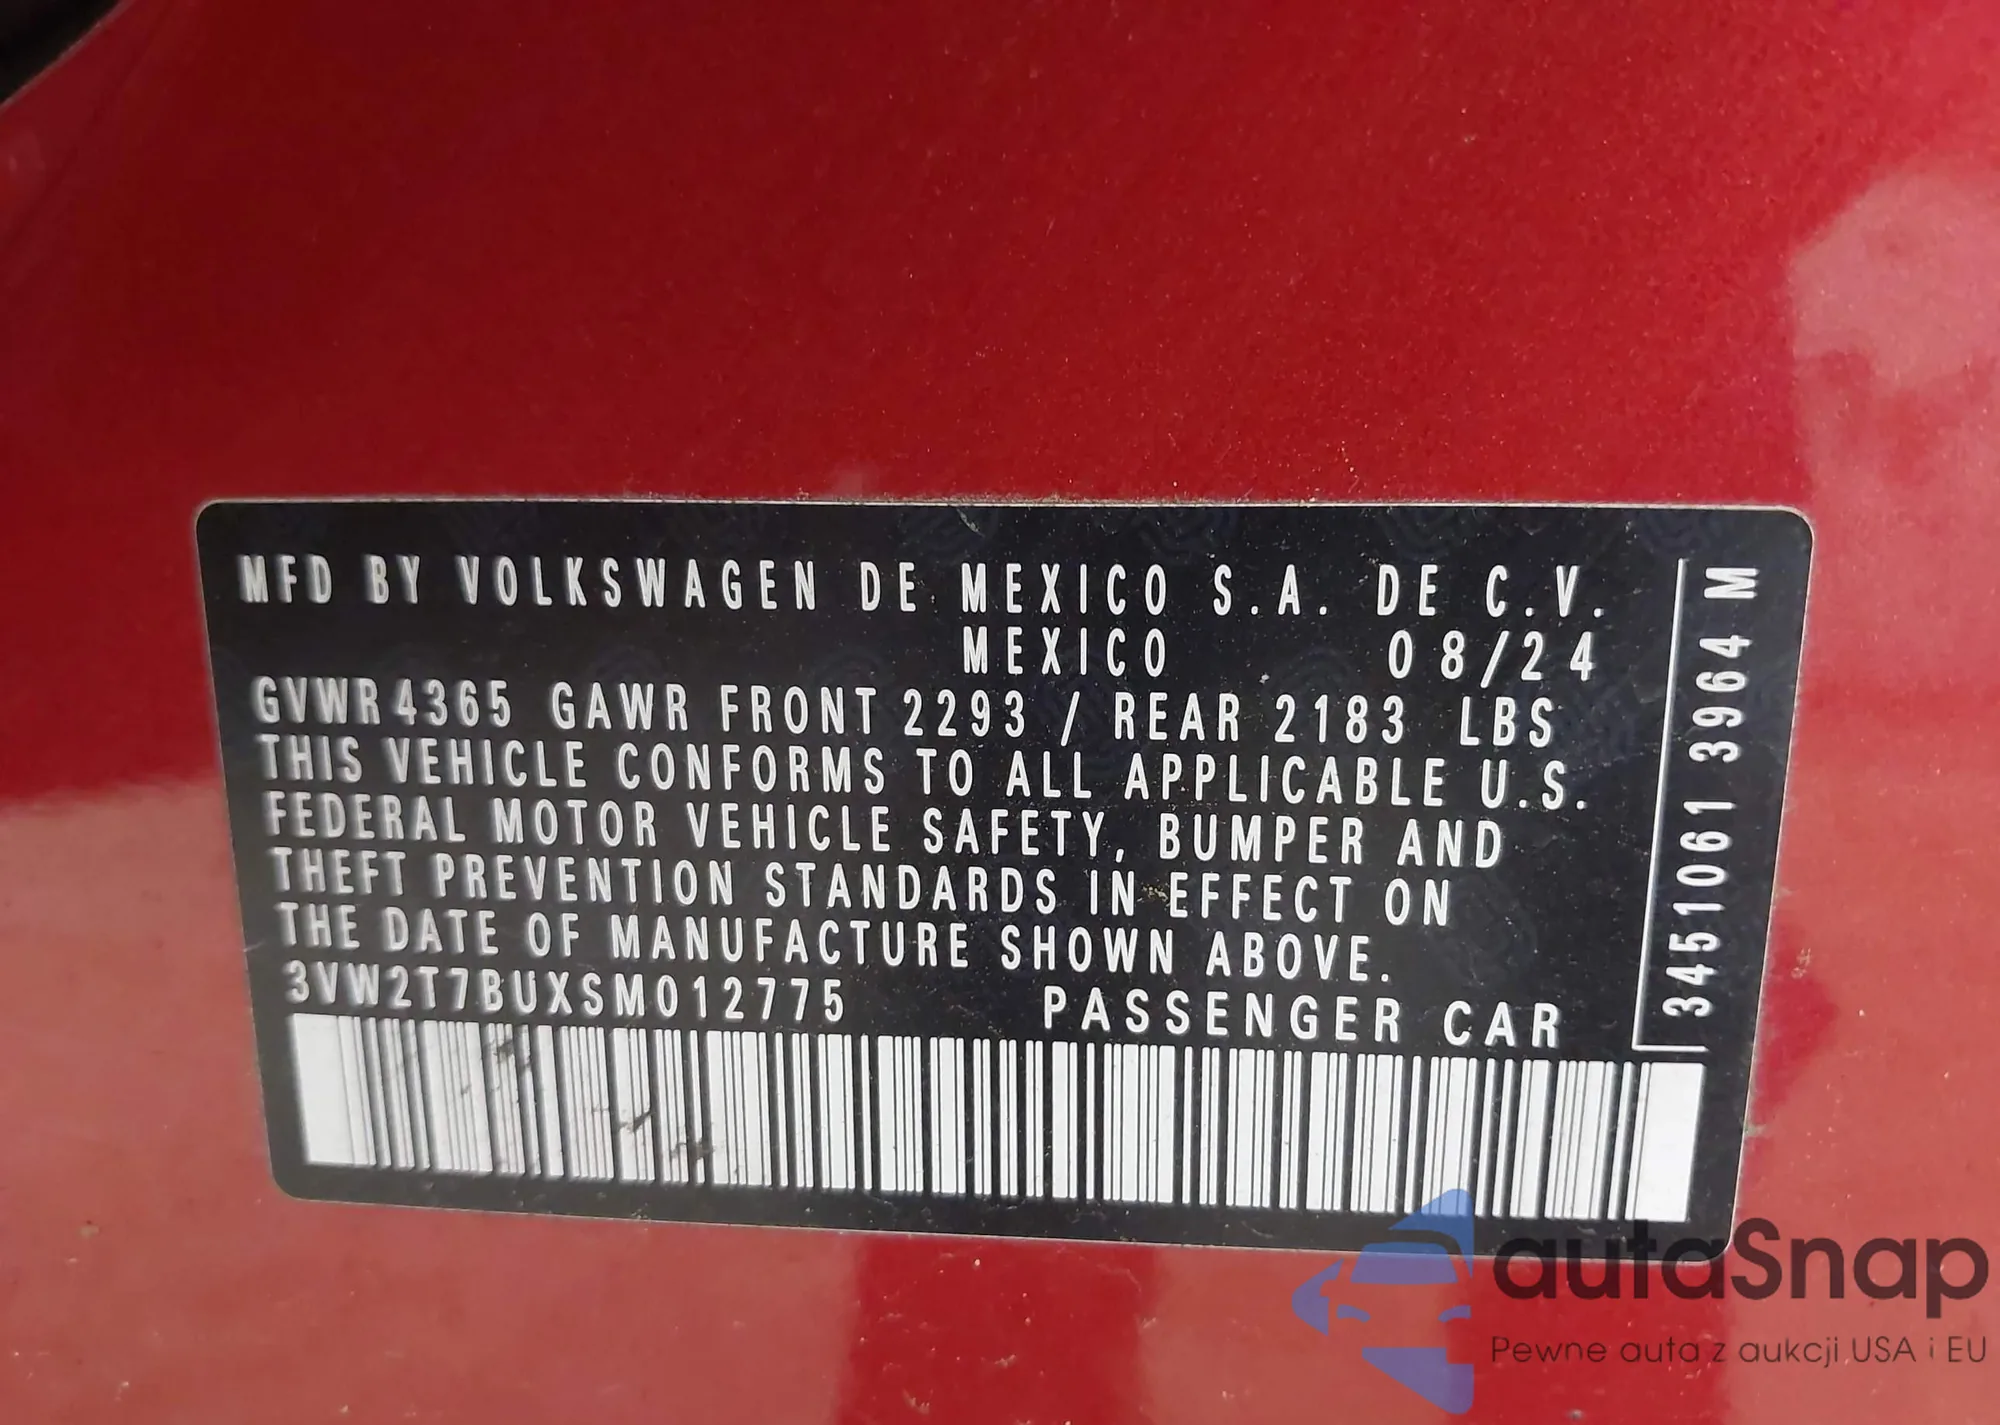 MFD BY VOLKSWAGEN DE MEXICO S.A. DE C.V.
MEXICO 08/24
GVWR 4365 GAWR FRONT 2293 / REAR 2183 LBS
THIS VEHICLE CONFORMS TO ALL APPLICABLE U.S.
FEDERAL MOTOR VEHICLE SAFETY, BUMPER AND
THEFT PREVENTION STANDARDS IN EFFECT ON
THE DATE OF MANUFACTURE SHOWN ABOVE.
3VW2T7BUXSM012775 PASSENGER CAR
3451061 3964 M
autaSnap
Pewne auta z aukcji USA i EU